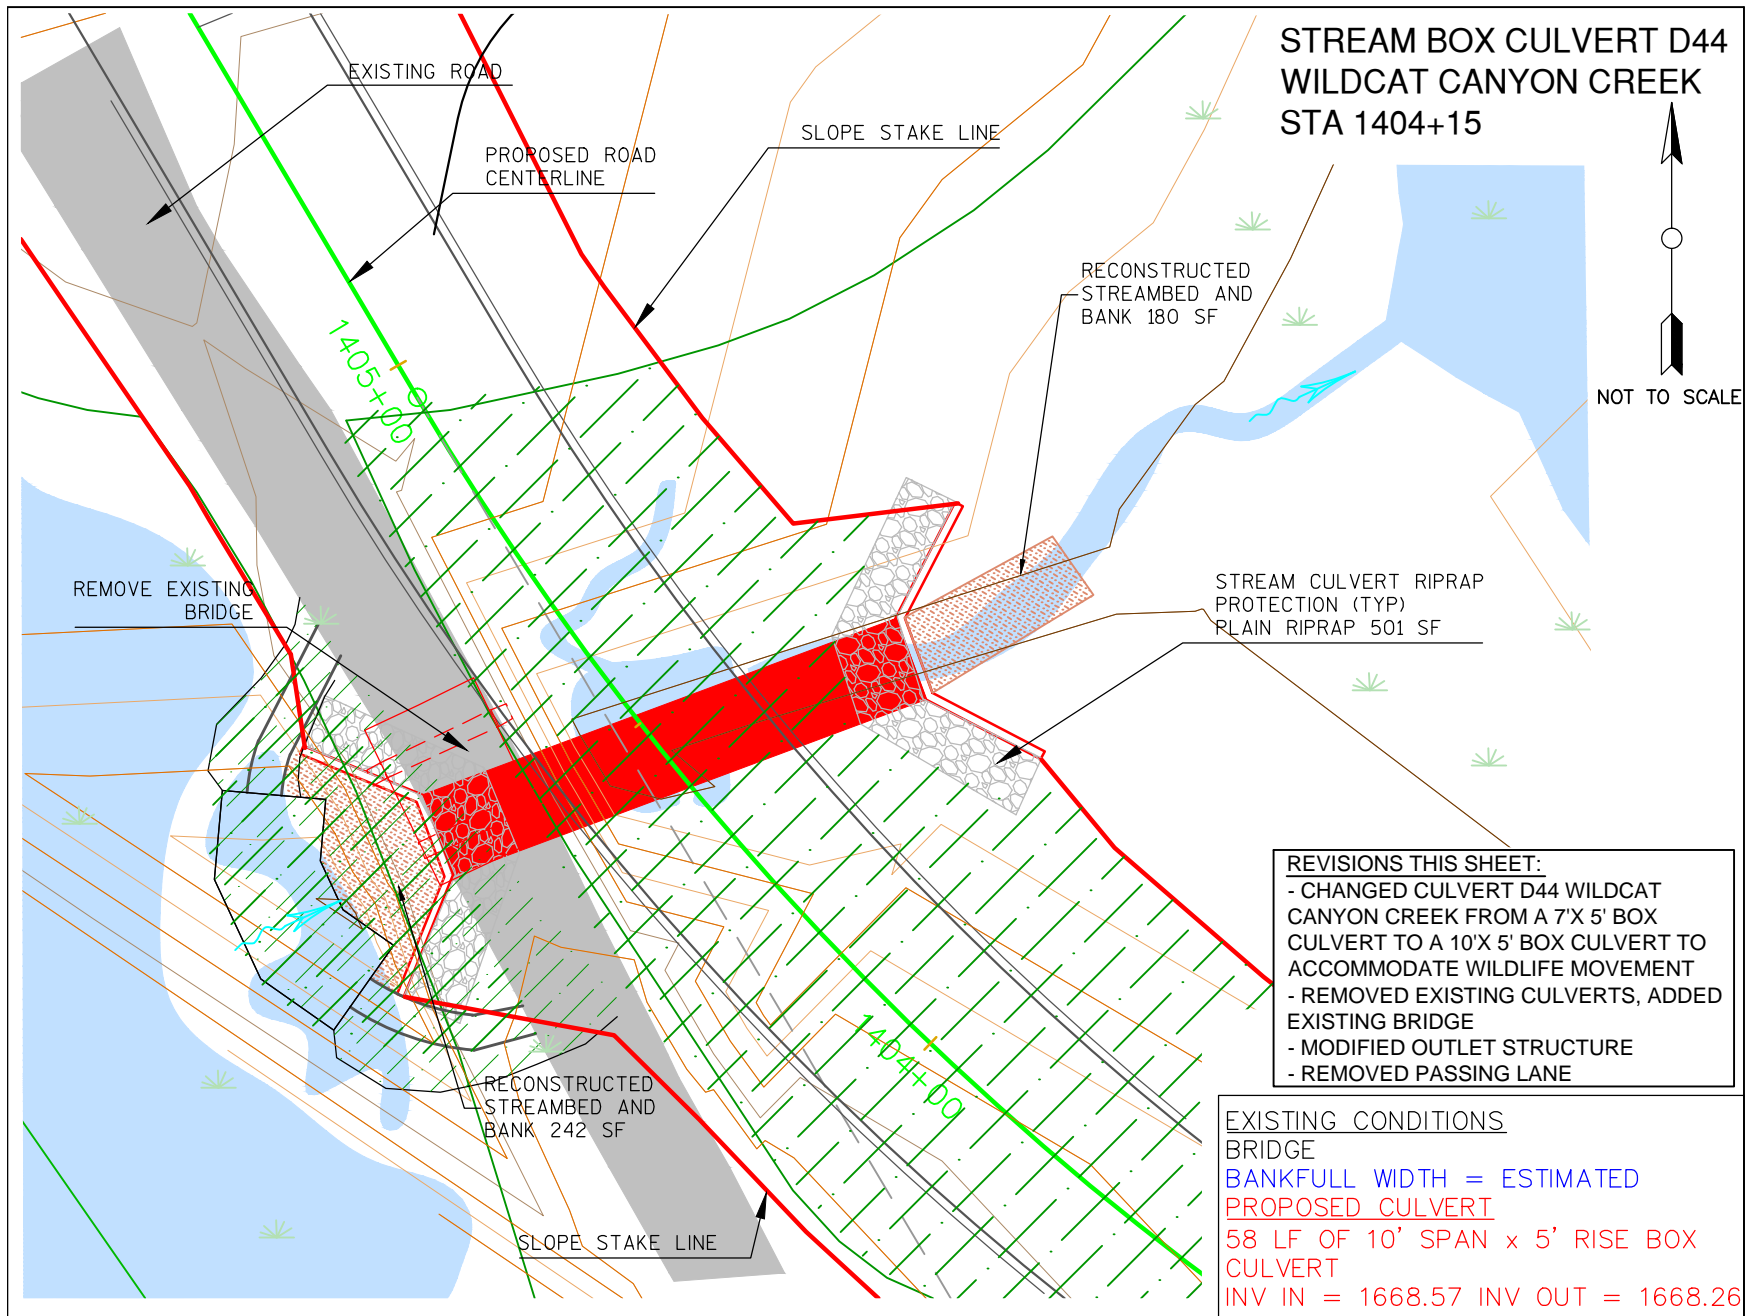 STREAM BOX CULVERT D44
WILDCAT CANYON CREEK
STA 1404+15
EXISTING ROAD
SLOPE STAKE LINE
PROPOSED ROAD
CENTERLINE
RECONSTRUCTED
STREAMBED AND
BANK 180 SF
NOT TO SCALE
1405+00
REMOVE EXISTING
BRIDGE
STREAM CULVERT RIPRAP
PROTECTION (TYP)
PLAIN RIPRAP 501 SF
REVISIONS THIS SHEET:
- CHANGED CULVERT D44 WILDCAT
CANYON CREEK FROM A 7'X 5' BOX
CULVERT TO A 10'X 5' BOX CULVERT TO
ACCOMMODATE WILDLIFE MOVEMENT
- REMOVED EXISTING CULVERTS, ADDED
EXISTING BRIDGE
- MODIFIED OUTLET STRUCTURE
- REMOVED PASSING LANE
1404+00
RECONSTRUCTED
STREAMBED AND
BANK 242 SF
SLOPE STAKE LINE
EXISTING CONDITIONS
BRIDGE
BANKFULL WIDTH = ESTIMATED
PROPOSED CULVERT
58 LF OF 10' SPAN x 5' RISE BOX
CULVERT
INV IN = 1668.57 INV OUT = 1668.26